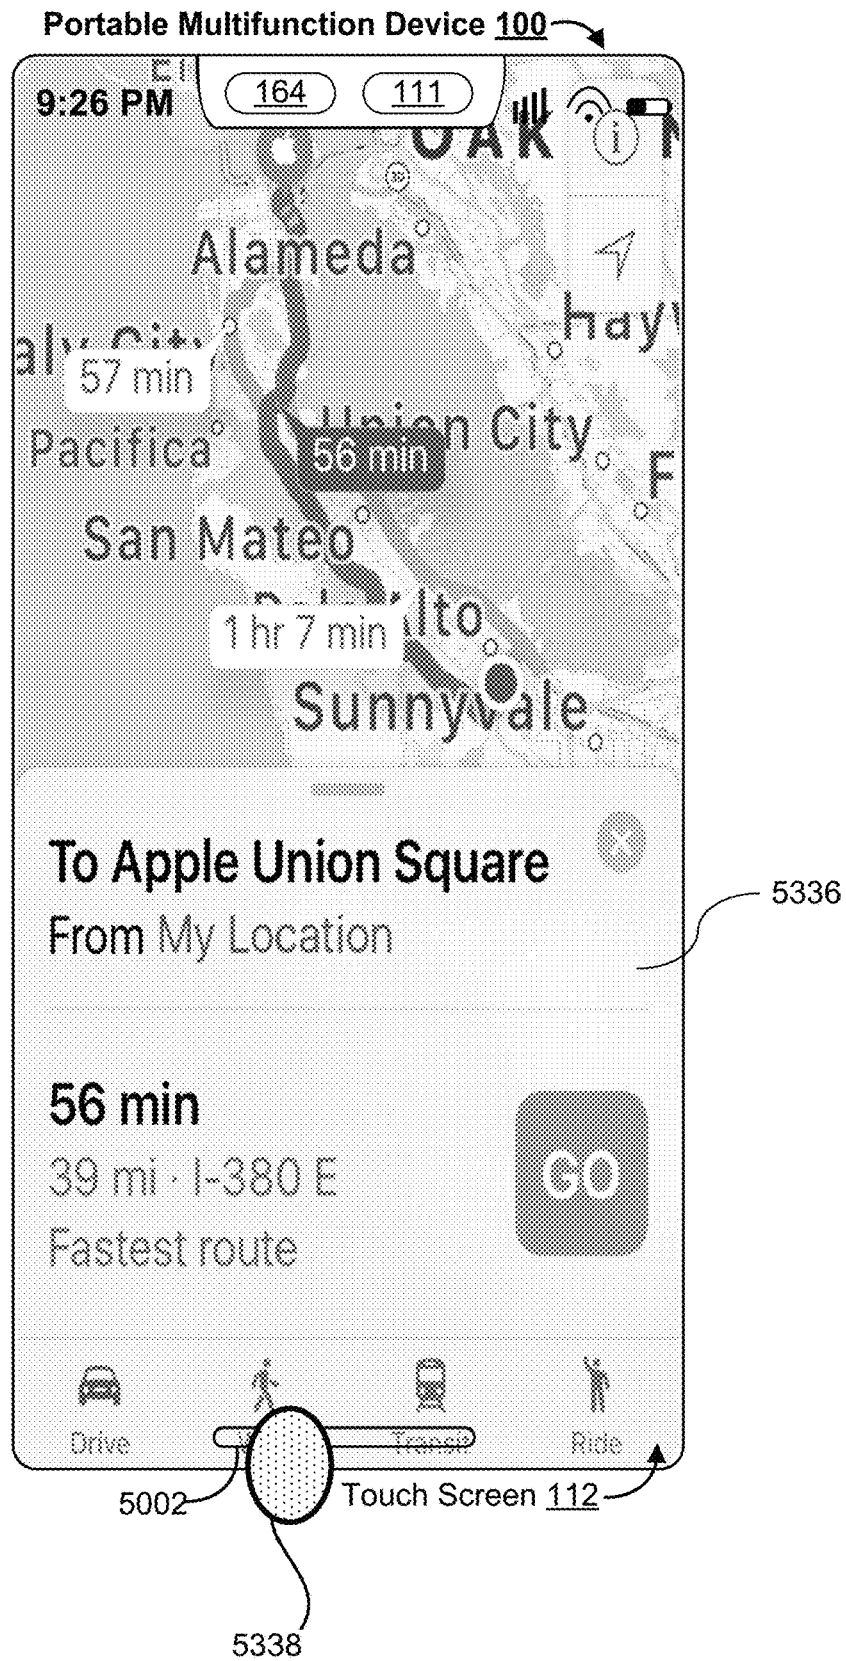 Portable Multifunction Device 100
9:26 PM
164
111
OAK
i
Alameda
57 min
Union City
Pacifica
56 min
F
San Mateo
Alto
1 hr 7 min
Sunnyvale
To Apple Union Square
5336
From My Location
56 min
39 mi · I-380 E
GO
Fastest route
Drive
Transit
Ride
5002
Touch Screen 112
5338